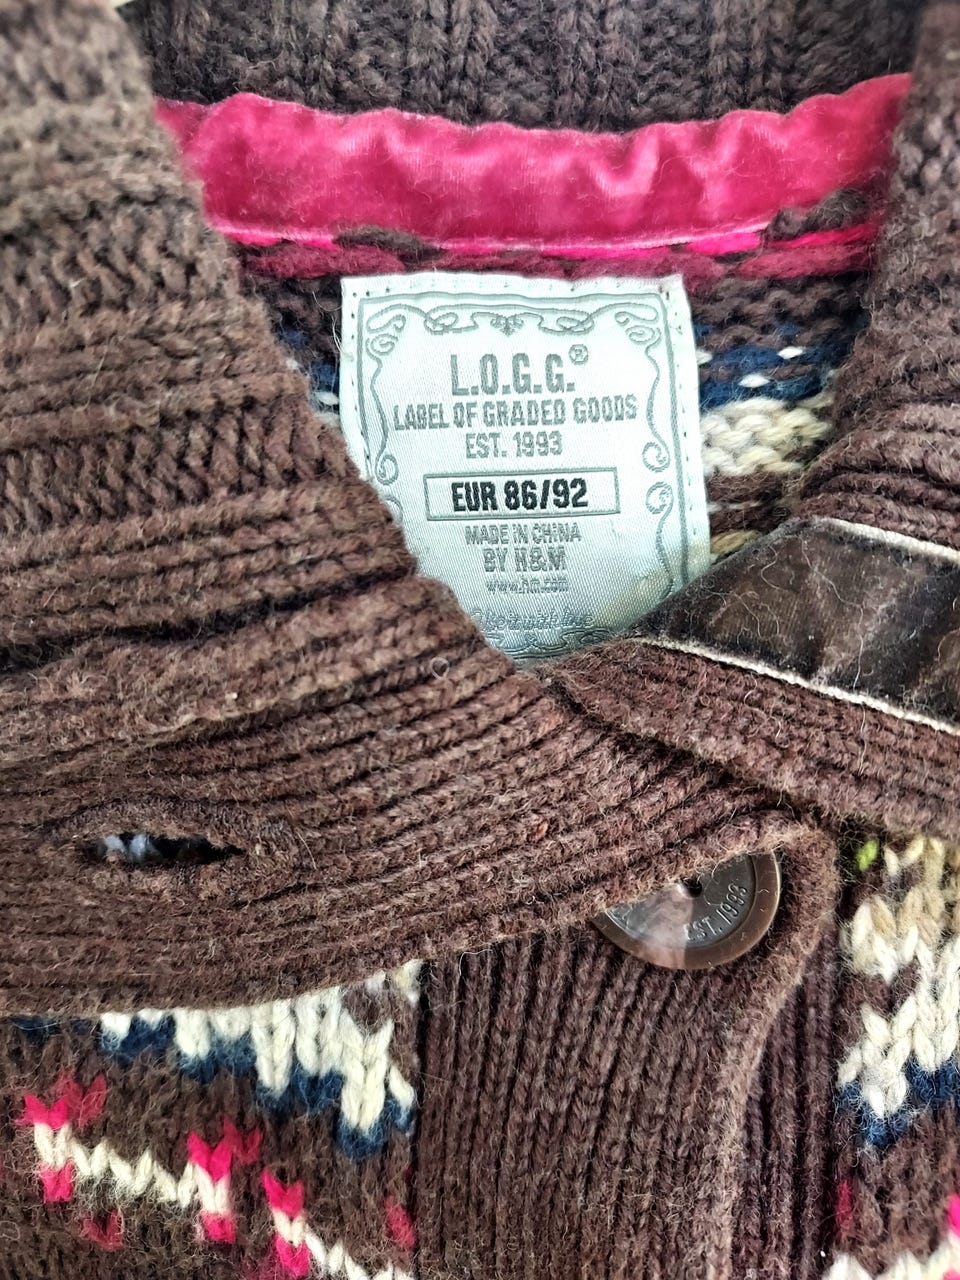 L.O.G.G.®
LABEL OF GRADED GOODS
EST. 1993
EUR 86/92
MADE IN CHINA
BY H&M
www.hm.com
EST. 1993